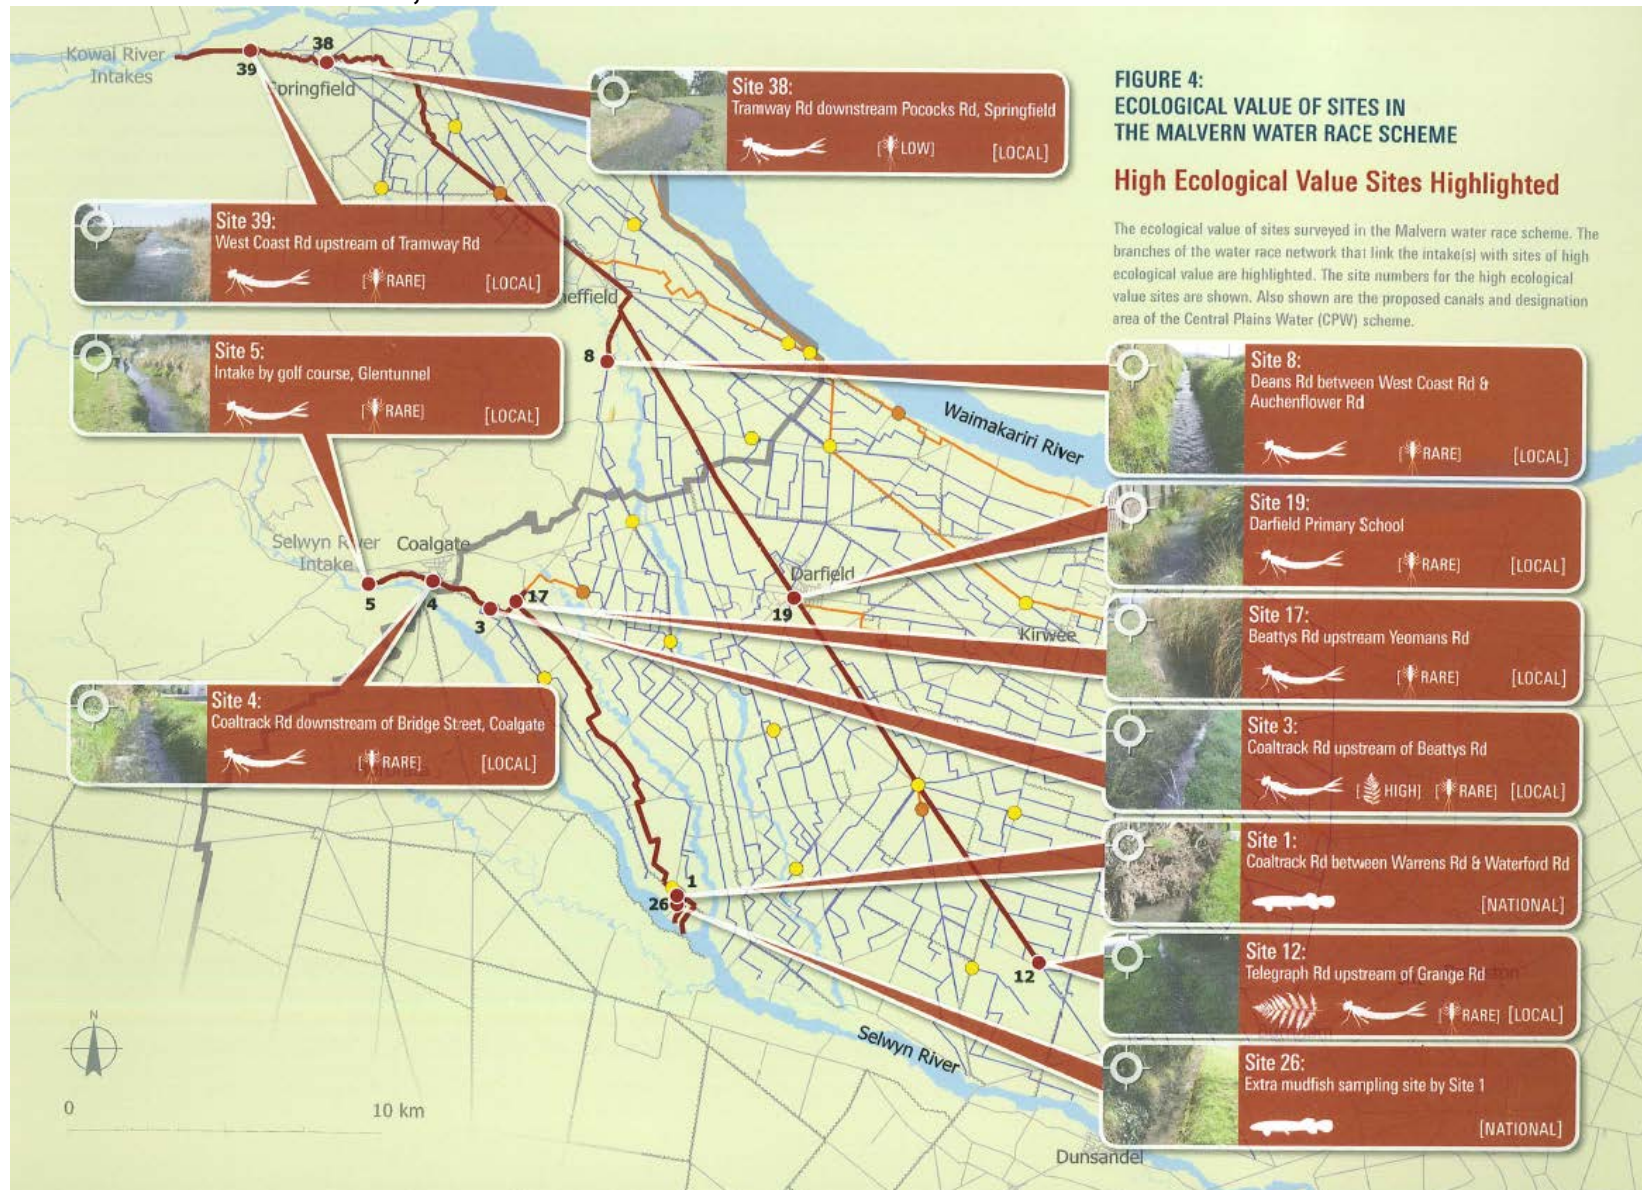 Kowai River
Intakes
39
38
Springfield
Site 38:
Tramway Rd downstream Pococks Rd, Springfield
[LOW]
[LOCAL]
FIGURE 4:
ECOLOGICAL VALUE OF SITES IN
THE MALVERN WATER RACE SCHEME
High Ecological Value Sites Highlighted
The ecological value of sites surveyed in the Malvern water race scheme. The
branches of the water race network that link the intake(s) with sites of high
ecological value are highlighted. The site numbers for the high ecological
value sites are shown. Also shown are the proposed canals and designation
area of the Central Plains Water (CPW) scheme.
Site 39:
West Coast Rd upstream of Tramway Rd
[RARE]
[LOCAL]
heffield
Site 5:
Intake by golf course, Glentunnel
[RARE]
[LOCAL]
8
Site 8:
Deans Rd between West Coast Rd &
Auchenflower Rd
[RARE]
[LOCAL]
Waimakariri River
Site 19:
Darfield Primary School
[RARE]
[LOCAL]
Selwyn River
Intake
Coalgate
Darfield
5
4
3
17
19
Kirwee
Site 17:
Beattys Rd upstream Yeomans Rd
[RARE]
[LOCAL]
Site 4:
Coaltrack Rd downstream of Bridge Street, Coalgate
[RARE]
[LOCAL]
Site 3:
Coaltrack Rd upstream of Beattys Rd
[HIGH]
[RARE]
[LOCAL]
Site 1:
Coaltrack Rd between Warrens Rd & Waterford Rd
[NATIONAL]
1
26
12
Site 12:
Telegraph Rd upstream of Grange Rd
[RARE]
[LOCAL]
Selwyn River
Site 26:
Extra mudfish sampling site by Site 1
[NATIONAL]
N
0
10 km
Dunsandel